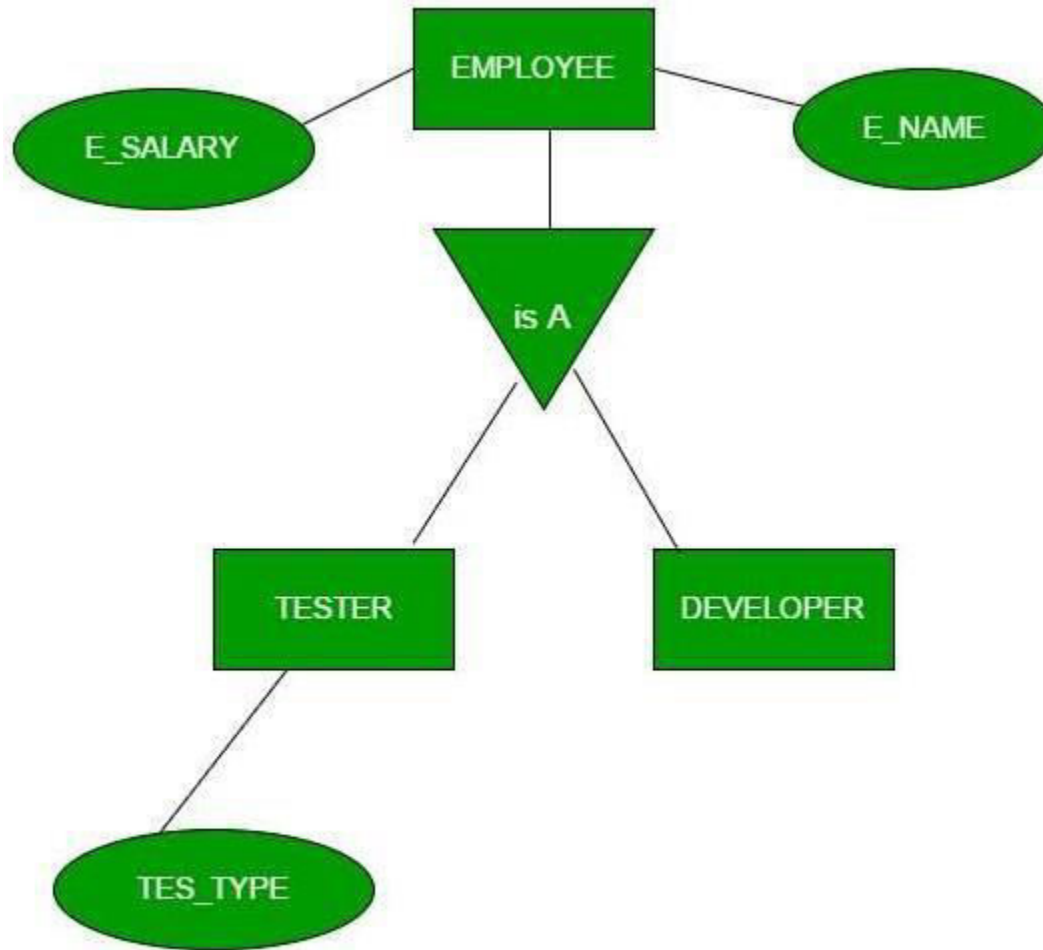 EMPLOYEE
E_SALARY
E_NAME
is A
TESTER
DEVELOPER
TES_TYPE